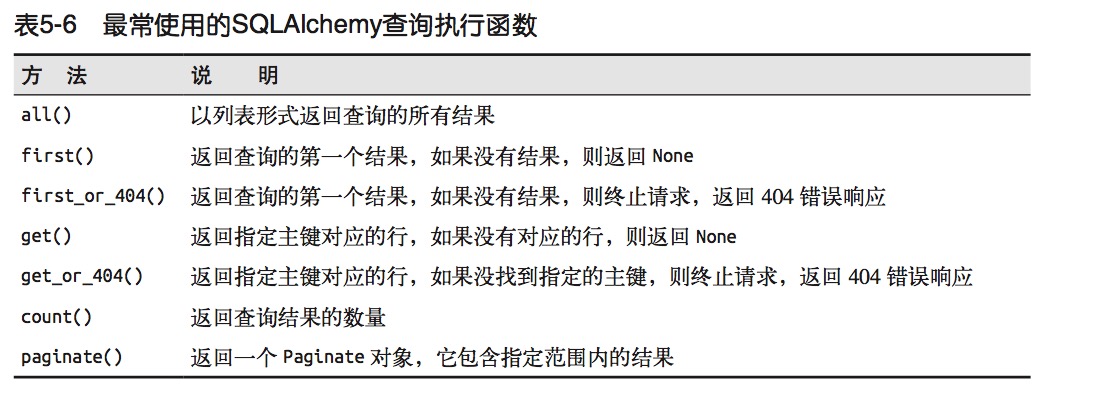 表5-6 最常使用的SQLAlchemy查询执行函数
方 法 说 明
all() 以列表形式返回查询的所有结果
first() 返回查询的第一个结果，如果没有结果，则返回 None
first_or_404() 返回查询的第一个结果，如果没有结果，则终止请求，返回 404 错误响应
get() 返回指定主键对应的行，如果没有对应的行，则返回 None
get_or_404() 返回指定主键对应的行，如果没找到指定的主键，则终止请求，返回 404 错误响应
count() 返回查询结果的数量
paginate() 返回一个 Paginate 对象，它包含指定范围内的结果